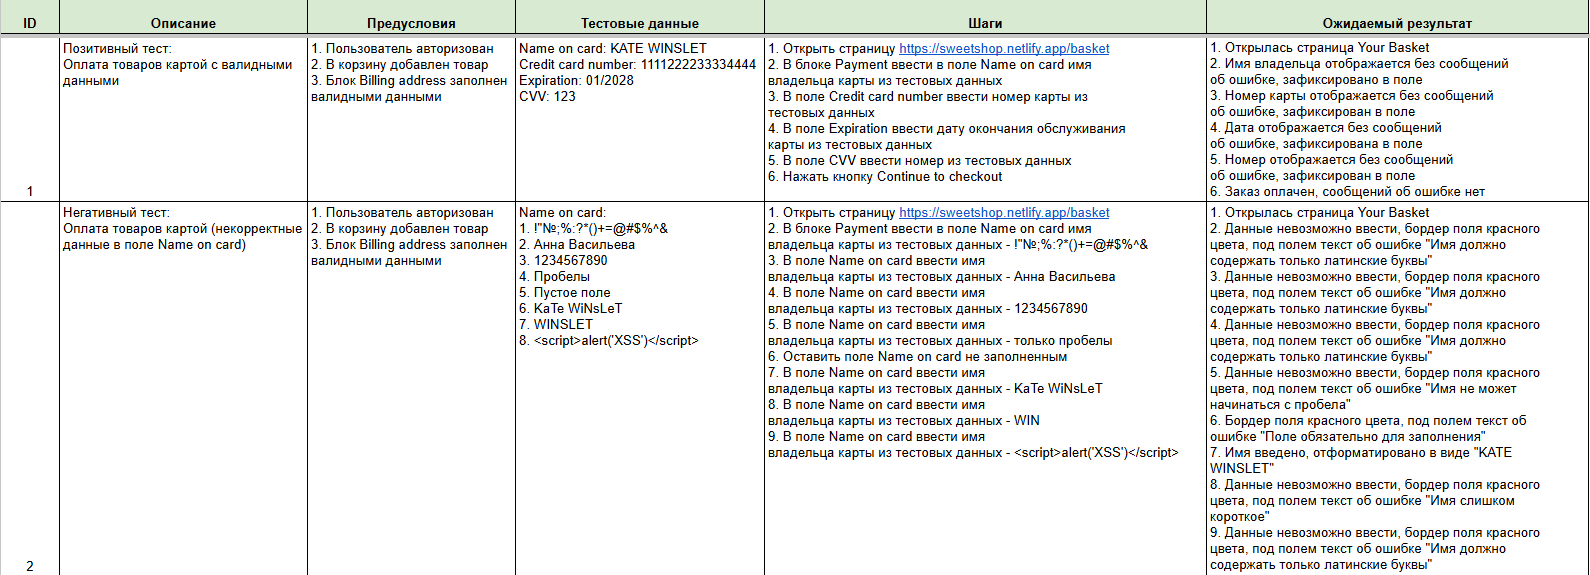 ID
Описание
Предусловия
Тестовые данные
Шаги
Ожидаемый результат
1
Позитивный тест:
Оплата товаров картой с валидными
данными
1. Пользователь авторизован
2. В корзину добавлен товар
3. Блок Billing address заполнен
валидными данными
Name on card: KATE WINSLET
Credit card number: 1111222233334444
Expiration: 01/2028
CVV: 123
1. Открыть страницу https://sweetshop.netlify.app/basket
2. В блоке Payment ввести в поле Name on card имя
владельца карты из тестовых данных
3. В поле Credit card number ввести номер карты из
тестовых данных
4. В поле Expiration ввести дату окончания обслуживания
карты из тестовых данных
5. В поле CVV ввести номер из тестовых данных
6. Нажать кнопку Continue to checkout
1. Открылась страница Your Basket
2. Имя владельца отображается без сообщений
об ошибке, зафиксировано в поле
3. Номер карты отображается без сообщений
об ошибке, зафиксирован в поле
4. Дата отображается без сообщений
об ошибке, зафиксирована в поле
5. Номер отображается без сообщений
об ошибке, зафиксирован в поле
6. Заказ оплачен, сообщений об ошибке нет
2
Негативный тест:
Оплата товаров картой (некорректные
данные в поле Name on card)
1. Пользователь авторизован
2. В корзину добавлен товар
3. Блок Billing address заполнен
валидными данными
Name on card:
1. !"№;%:?*()+=@#$%^&
2. Анна Васильева
3. 1234567890
4. Пробелы
5. Пустое поле
6. KaTe WiNsLeT
7. WINSLET
8. <script>alert('XSS')</script>
1. Открыть страницу https://sweetshop.netlify.app/basket
2. В блоке Payment ввести в поле Name on card имя
владельца карты из тестовых данных - !"№;%:?*()+=@#$%^&
3. В поле Name on card ввести имя
владельца карты из тестовых данных - Анна Васильева
4. В поле Name on card ввести имя
владельца карты из тестовых данных - 1234567890
5. В поле Name on card ввести имя
владельца карты из тестовых данных - только пробелы
6. Оставить поле Name on card не заполненным
7. В поле Name on card ввести имя
владельца карты из тестовых данных - KaTe WiNsLeT
8. В поле Name on card ввести имя
владельца карты из тестовых данных - WIN
9. В поле Name on card ввести имя
владельца карты из тестовых данных - <script>alert('XSS')</script>
1. Открылась страница Your Basket
2. Данные невозможно ввести, бордер поля красного
цвета, под полем текст об ошибке "Имя должно
содержать только латинские буквы"
3. Данные невозможно ввести, бордер поля красного
цвета, под полем текст об ошибке "Имя должно
содержать только латинские буквы"
4. Данные невозможно ввести, бордер поля красного
цвета, под полем текст об ошибке "Имя должно
содержать только латинские буквы"
5. Данные невозможно ввести, бордер поля красного
цвета, под полем текст об ошибке "Имя не может
начинаться с пробела"
6. Бордер поля красного цвета, под полем текст об
ошибке "Поле обязательно для заполнения"
7. Имя введено, отформатировано в виде "KATE
WINSLET"
8. Данные невозможно ввести, бордер поля красного
цвета, под полем текст об ошибке "Имя слишком
короткое"
9. Данные невозможно ввести, бордер поля красного
цвета, под полем текст об ошибке "Имя должно
содержать только латинские буквы"